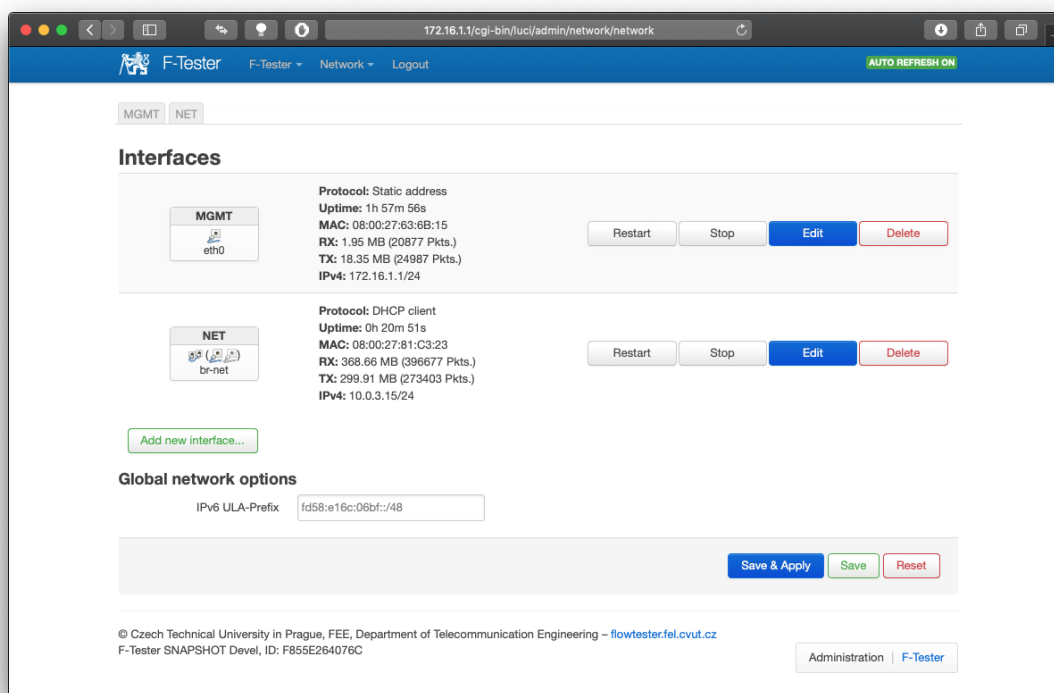 172.16.1.1/cgi-bin/luci/admin/network/network
F-Tester F-Tester Network Logout AUTO REFRESH ON
MGMT NET
Interfaces
MGMT
eth0
Protocol: Static address
Uptime: 1h 57m 56s
MAC: 08:00:27:63:6B:15
RX: 1.95 MB (20877 Pkts.)
TX: 18.35 MB (24987 Pkts.)
IPv4: 172.16.1.1/24
Restart Stop Edit Delete
NET
br-net
Protocol: DHCP client
Uptime: 0h 20m 51s
MAC: 08:00:27:81:C3:23
RX: 368.66 MB (396677 Pkts.)
TX: 299.91 MB (273403 Pkts.)
IPv4: 10.0.3.15/24
Restart Stop Edit Delete
Add new interface...
Global network options
IPv6 ULA-Prefix fd58:e16c:06bf::/48
Save & Apply Save Reset
© Czech Technical University in Prague, FEE, Department of Telecommunication Engineering – flowtester.fel.cvut.cz
F-Tester SNAPSHOT Devel, ID: F855E264076C
Administration | F-Tester